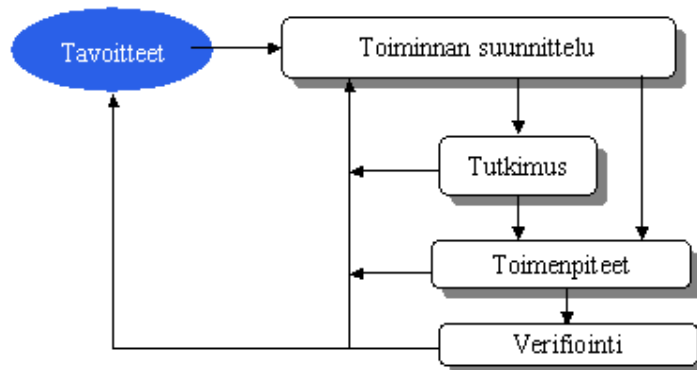 Tavoitteet
Toiminnan suunnittelu
Tutkimus
Toimenpiteet
Verifiointi